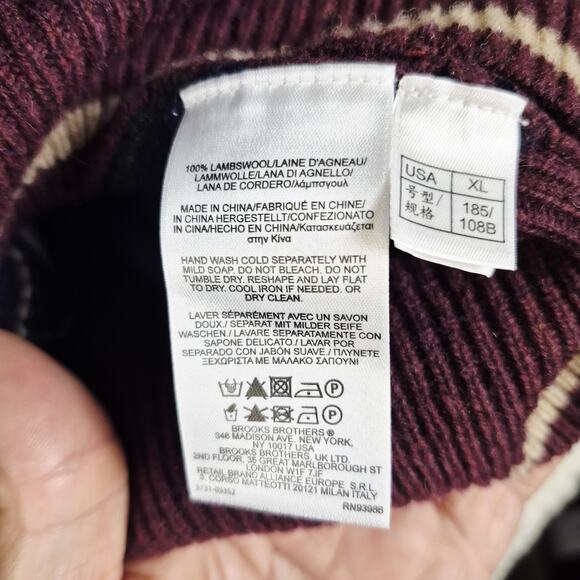 100% LAMBSWOOL/LAINE D'AGNEAU/
LAMMWOLLE/LANA DI AGNELLO/
LANA DE CORDERO/λάμπσγουλ
MADE IN CHINA/FABRIQUÉ EN CHINE/
IN CHINA HERGESTELLT/CONFEZIONATO
IN CINA/HECHO EN CHINA/Κατασκευάζεται
στην Κίνα
HAND WASH COLD SEPARATELY WITH
MILD SOAP. DO NOT BLEACH. DO NOT
TUMBLE DRY. RESHAPE AND LAY FLAT
TO DRY. COOL IRON IF NEEDED. OR
DRY CLEAN.
LAVER SÉPARÉMENT AVEC UN SAVON
DOUX./ SEPARAT MIT MILDER SEIFE
WASCHEN./ LAVARE SEPARATAMENTE CON
SAPONE DELICATO./ LAVAR POR
SEPARADO CON JABÓN SUAVE./ ΠΛΥΝΕΤΕ
ΞΕΧΩΡΙΣΤΑ ΜΕ ΜΑΛΑΚΟ ΣΑΠΟΥΝΙ
BROOKS BROTHERS ®
346 MADISON AVE. NEW YORK,
NY 10017 USA
BROOKS BROTHERS, UK LTD.
2ND FLOOR, 35 GREAT MARLBOROUGH ST
LONDON W1F 7JF
RETAIL BRAND ALLIANCE EUROPE S.R.L
3, CORSO MATTEOTTI 20121 MILAN ITALY
RN93986
USA XL
号型/ 185/
规格 108B